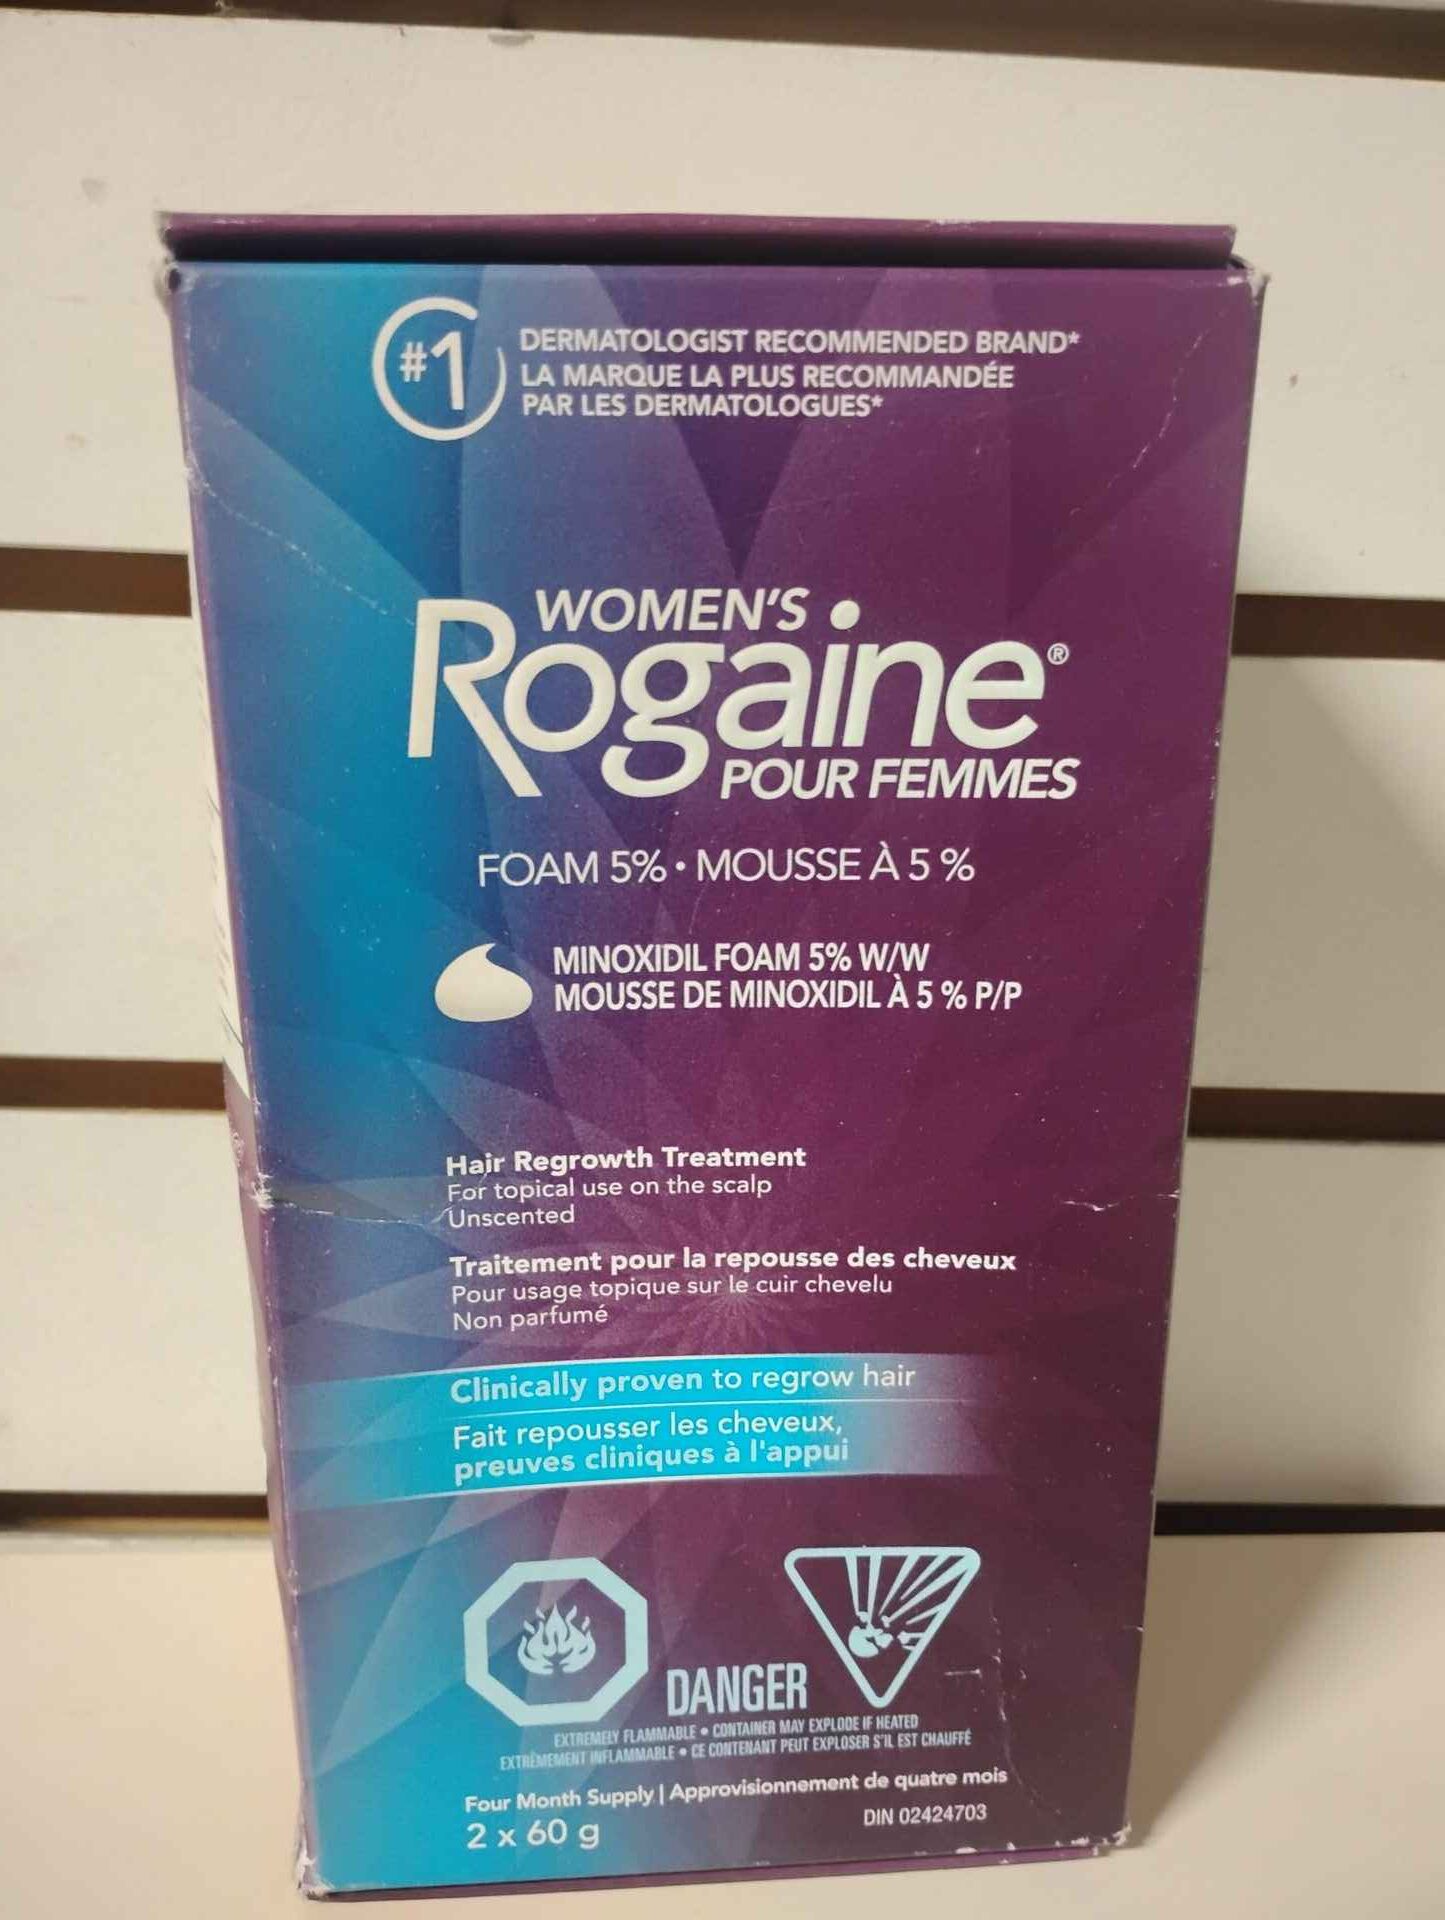 #1
DERMATOLOGIST RECOMMENDED BRAND*
LA MARQUE LA PLUS RECOMMANDÉE
PAR LES DERMATOLOGUES*
WOMEN'S
Rogaine®
POUR FEMMES
FOAM 5% • MOUSSE À 5 %
MINOXIDIL FOAM 5% W/W
MOUSSE DE MINOXIDIL À 5 % P/P
Hair Regrowth Treatment
For topical use on the scalp
Unscented
Traitement pour la repousse des cheveux
Pour usage topique sur le cuir chevelu
Non parfumé
Clinically proven to regrow hair
Fait repousser les cheveux,
preuves cliniques à l'appui
DANGER
EXTREMELY FLAMMABLE • CONTAINER MAY EXPLODE IF HEATED
EXTRÊMEMENT INFLAMMABLE • CE CONTENANT PEUT EXPLOSER S'IL EST CHAUFFÉ
Four Month Supply | Approvisionnement de quatre mois
2 x 60 g
DIN 02424703